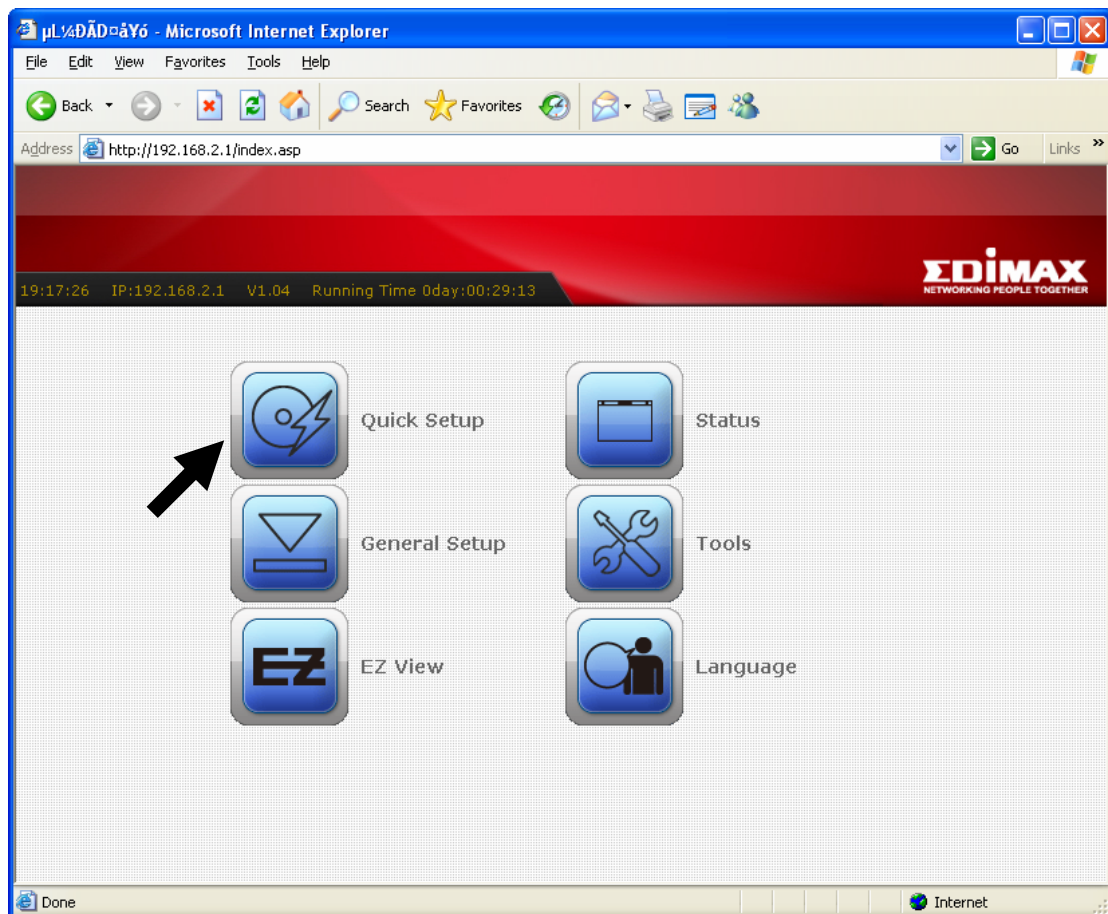 µL¼ÐÃD¤åYó - Microsoft Internet Explorer
File Edit View Favorites Tools Help
Back Search Favorites
Address http://192.168.2.1/index.asp Go Links »
EDIMAX
NETWORKING PEOPLE TOGETHER
19:17:26 IP:192.168.2.1 V1.04 Running Time 0day:00:29:13
Quick Setup Status
General Setup Tools
EZ EZ View Language
Done Internet